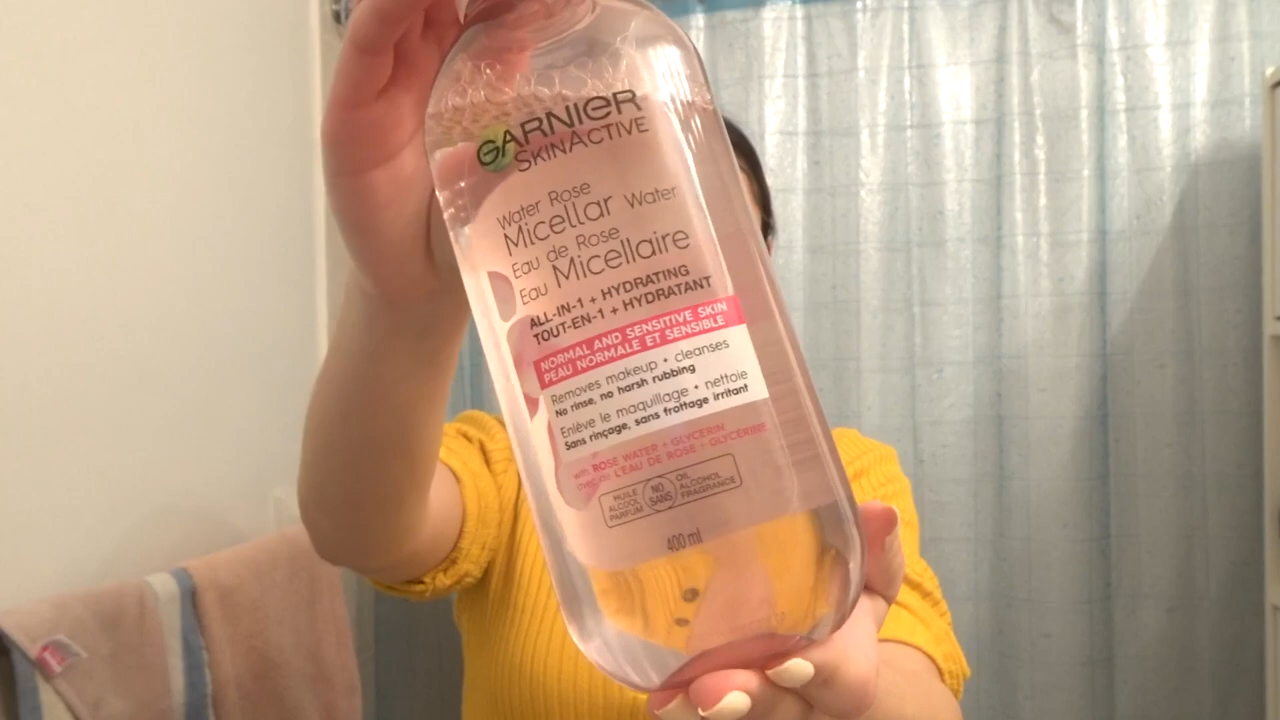 GARNIER
SKINACTIVE
Water Rose
Micellar Water
Eau de Rose
Eau Micellaire
ALL-IN-1 + HYDRATING
TOUT-EN-1 + HYDRATANT
NORMAL AND SENSITIVE SKIN
PEAU NORMALE ET SENSIBLE
Removes makeup + cleanses
No rinse, no harsh rubbing
Enlève le maquillage + nettoie
Sans rinçage, sans frottage irritant
with ROSE WATER + GLYCERIN
avec de L'EAU DE ROSE + GLYCÉRINE
HUILE
ALCOOL
PARFUM
NO
SANS
OIL
ALCOHOL
FRAGRANCE
400 ml